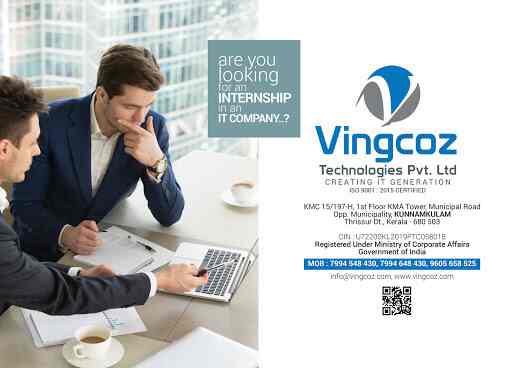 are you
looking
for an
INTERNSHIP
in an
IT COMPANY..?
Vingcoz
Technologies Pvt. Ltd
CREATING IT GENERATION
ISO 9001 : 2015 CERTIFIED
KMC 15/197-H, 1st Floor KMA Tower, Municipal Road
Opp. Municipality, KUNNAMKULAM
Thrissur Dt., Kerala - 680 503
CIN : U72200KL2019PTC058018
Registered Under Ministry of Corporate Affairs
Government of India
MOB : 7994 548 430, 7994 648 430, 9605 658 525
info@vingcoz.com, www.vingcoz.com